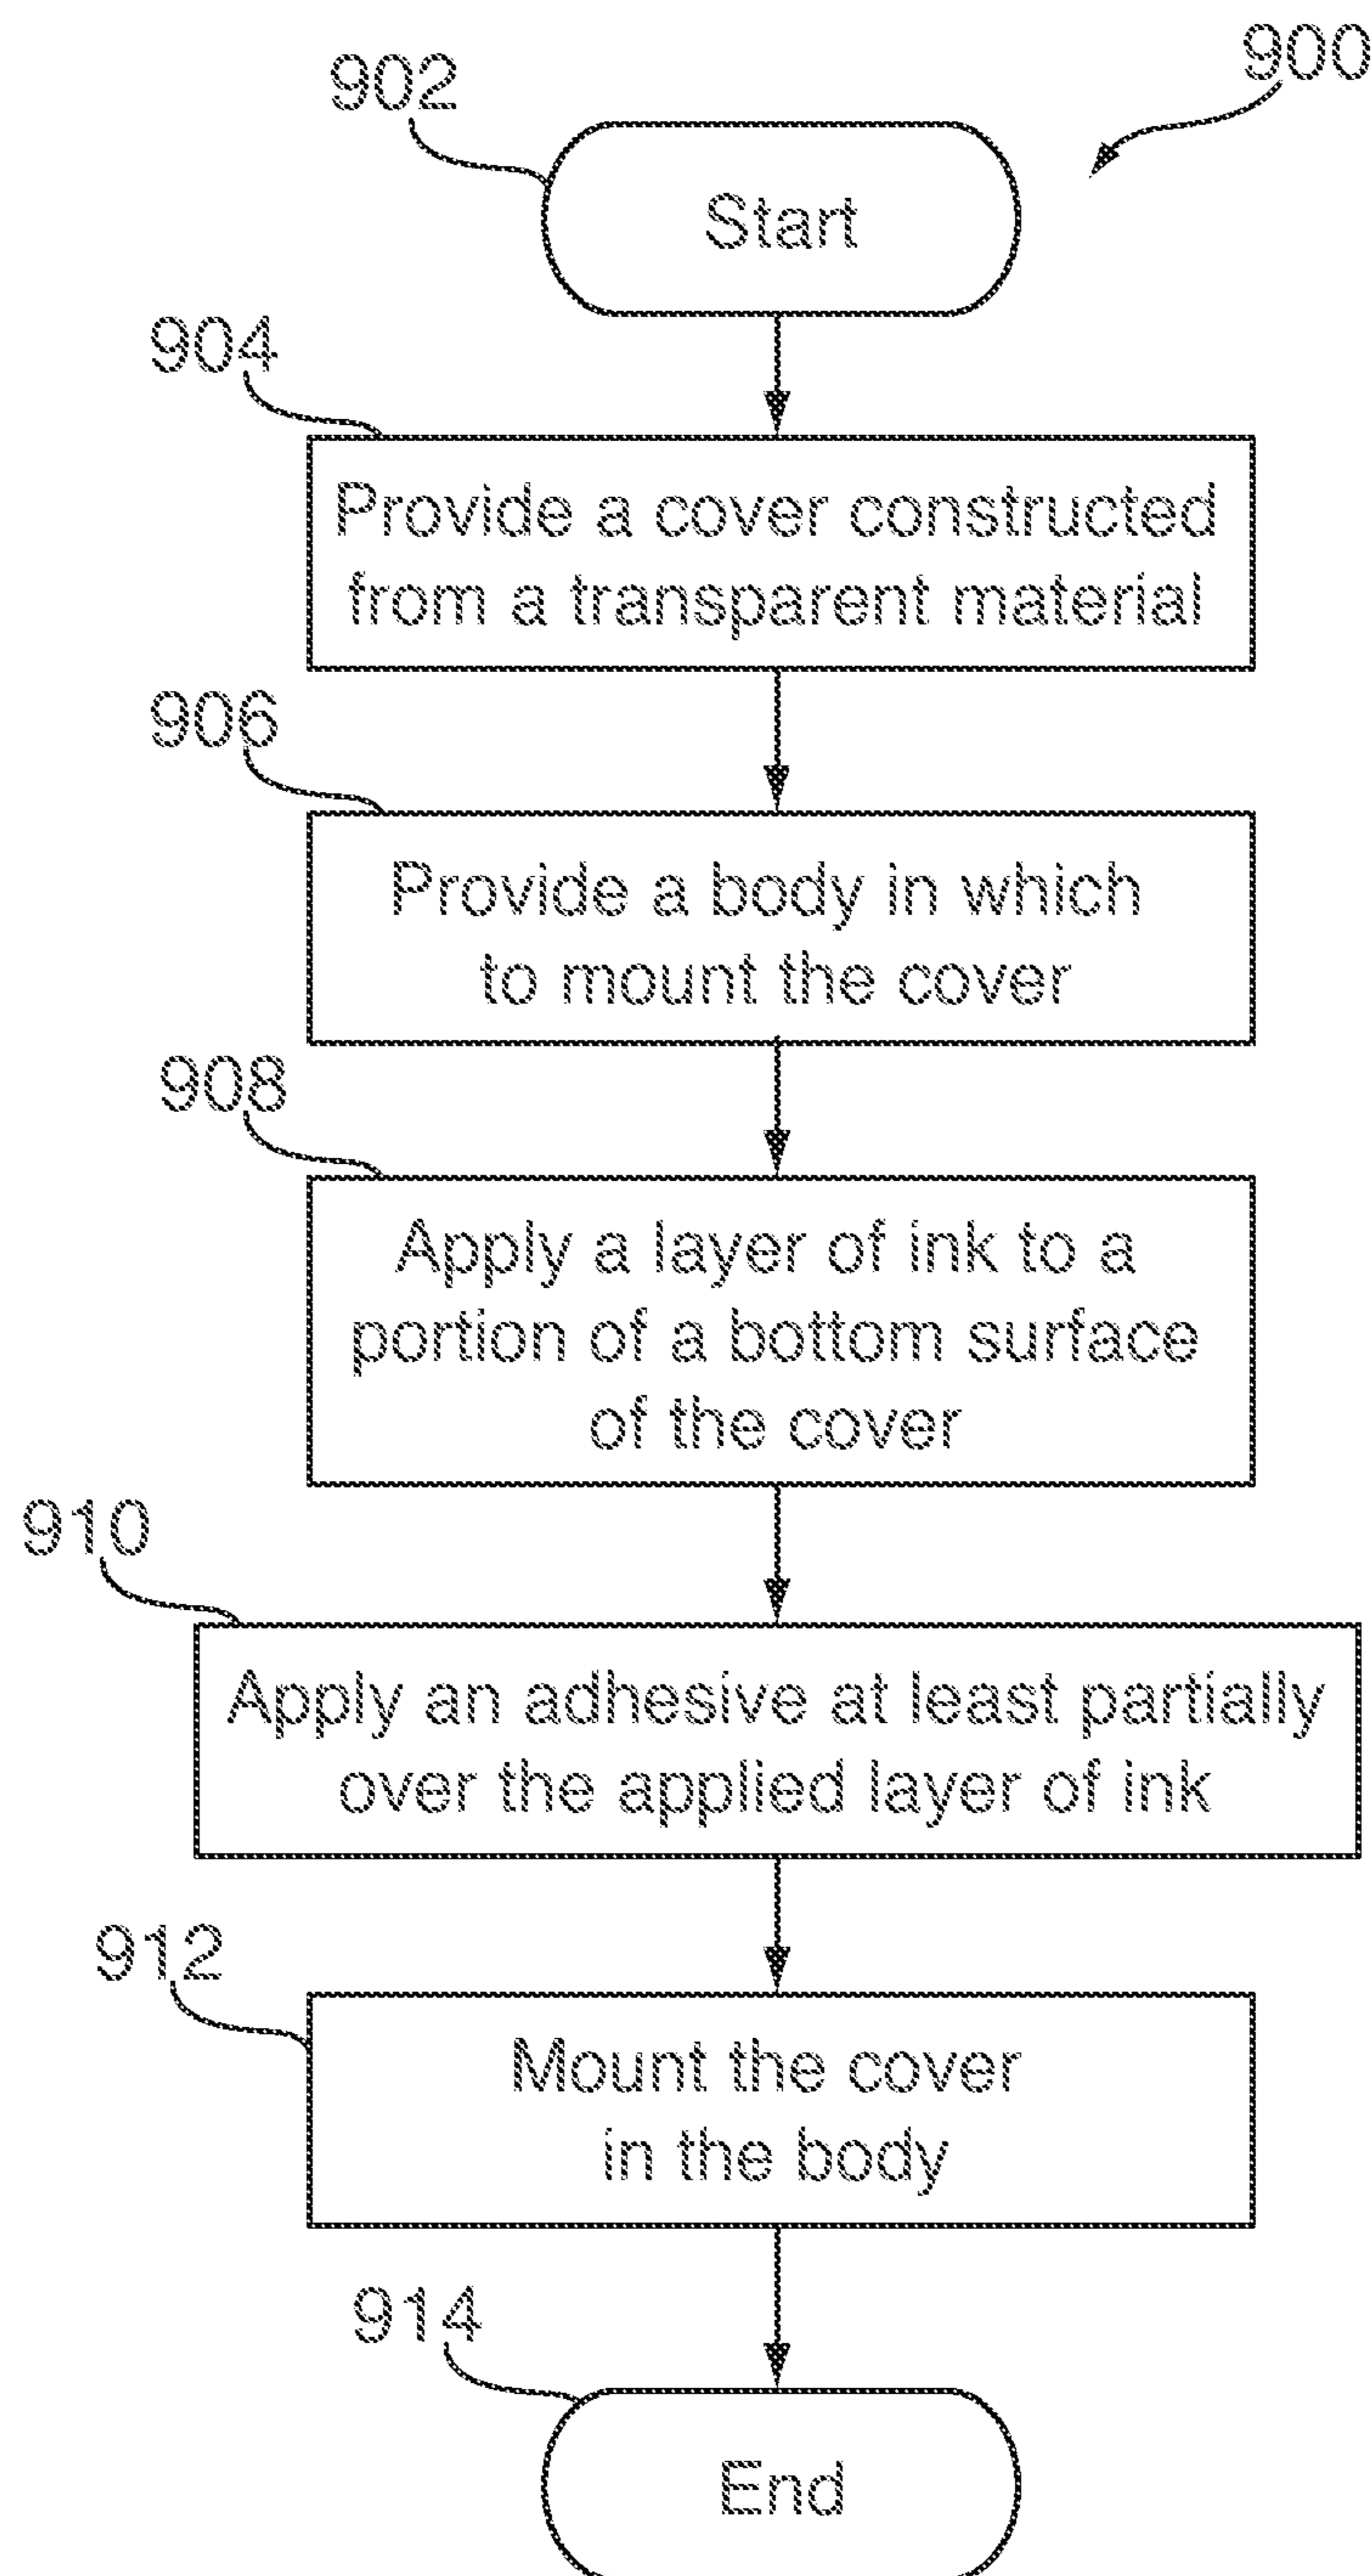 900
902
Start
904
Provide a cover constructed
from a transparent material
906
Provide a body in which
to mount the cover
908
Apply a layer of ink to a
portion of a bottom surface
of the cover
910
Apply an adhesive at least partially
over the applied layer of ink
912
Mount the cover
in the body
914
End